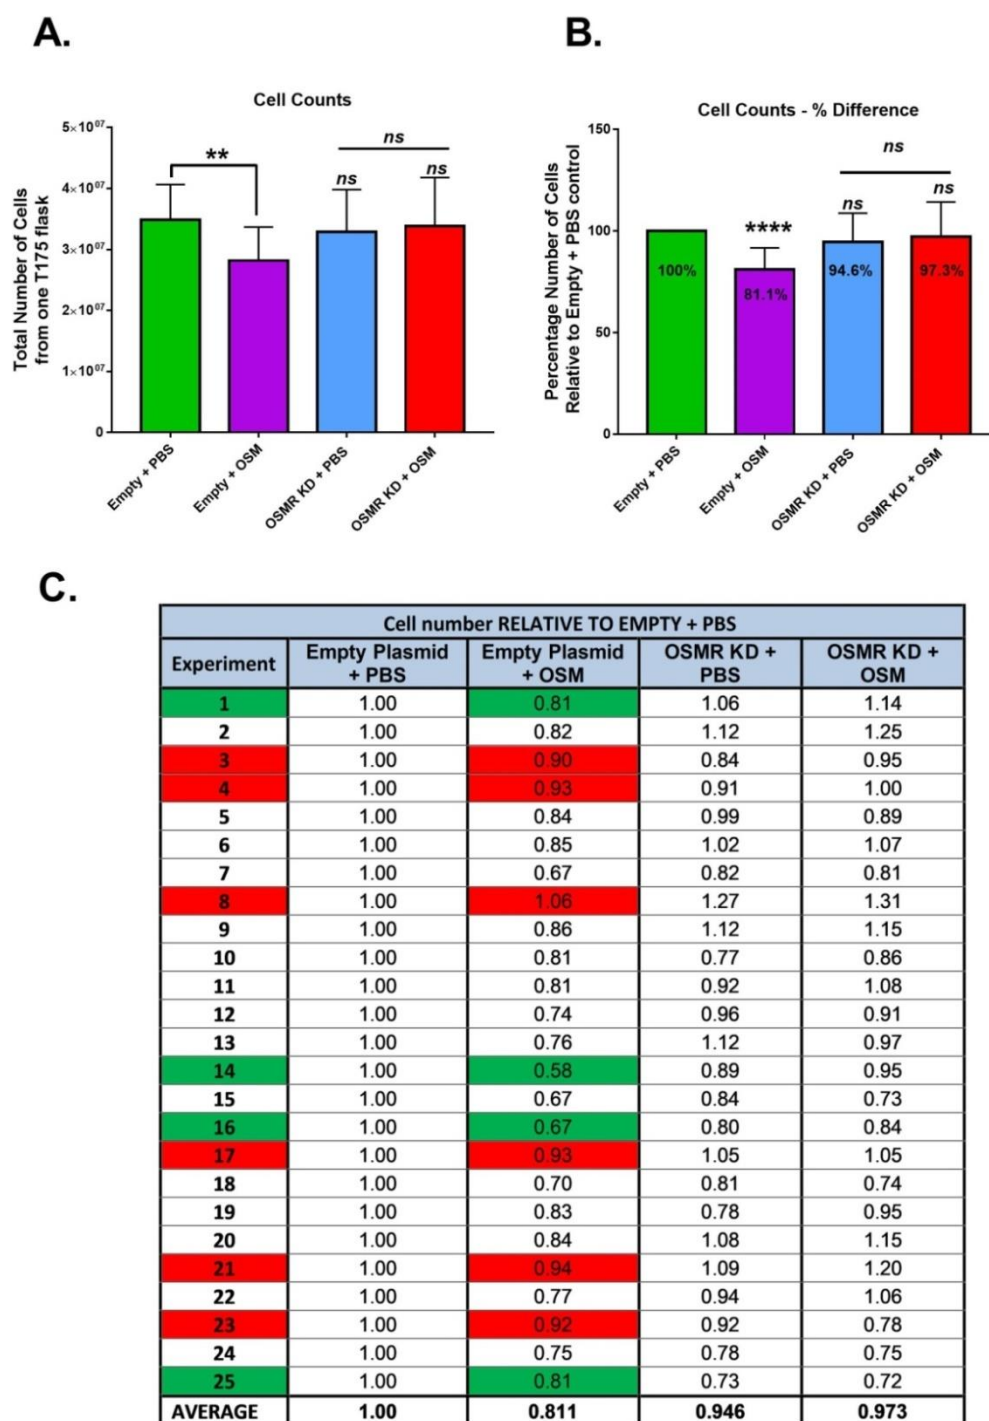 A.
Cell Counts
Total Number of Cells
from one T175 flask
5×10⁰⁷
4×10⁰⁷
3×10⁰⁷
2×10⁰⁷
1×10⁰⁷
0
**
ns
ns
ns
Empty + PBS
Empty + OSM
OSMR KD + PBS
OSMR KD + OSM
B.
Cell Counts - % Difference
Percentage Number of Cells
Relative to Empty + PBS control
150
100
50
0
ns
****
ns
ns
100%
81.1%
94.6%
97.3%
Empty + PBS
Empty + OSM
OSMR KD + PBS
OSMR KD + OSM
C.
Cell number RELATIVE TO EMPTY + PBS
Experiment Empty Plasmid + PBS Empty Plasmid + OSM OSMR KD + PBS OSMR KD + OSM
1 1.00 0.81 1.06 1.14
2 1.00 0.82 1.12 1.25
3 1.00 0.90 0.84 0.95
4 1.00 0.93 0.91 1.00
5 1.00 0.84 0.99 0.89
6 1.00 0.85 1.02 1.07
7 1.00 0.67 0.82 0.81
8 1.00 1.06 1.27 1.31
9 1.00 0.86 1.12 1.15
10 1.00 0.81 0.77 0.86
11 1.00 0.81 0.92 1.08
12 1.00 0.74 0.96 0.91
13 1.00 0.76 1.12 0.97
14 1.00 0.58 0.89 0.95
15 1.00 0.67 0.84 0.73
16 1.00 0.67 0.80 0.84
17 1.00 0.93 1.05 1.05
18 1.00 0.70 0.81 0.74
19 1.00 0.83 0.78 0.95
20 1.00 0.84 1.08 1.15
21 1.00 0.94 1.09 1.20
22 1.00 0.77 0.94 1.06
23 1.00 0.92 0.92 0.78
24 1.00 0.75 0.78 0.75
25 1.00 0.81 0.73 0.72
AVERAGE 1.00 0.811 0.946 0.973